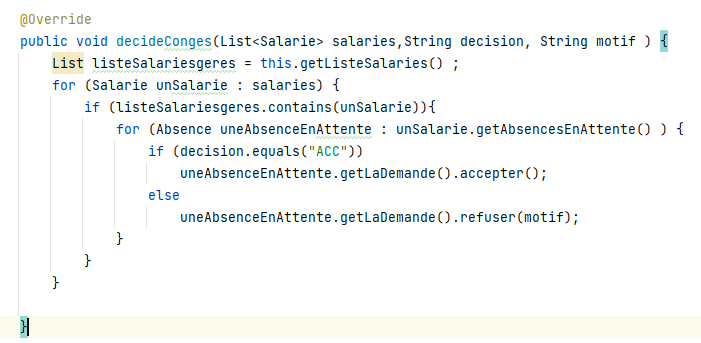 @Override
public void decideConges(List<Salarie> salaries,String decision, String motif ) {
    List listeSalariesgeres = this.getListeSalaries() ;
    for (Salarie unSalarie : salaries) {
        if (listeSalariesgeres.contains(unSalarie)){
            for (Absence uneAbsenceEnAttente : unSalarie.getAbsencesEnAttente() ) {
                if (decision.equals("ACC"))
                    uneAbsenceEnAttente.getLaDemande().accepter();
                else
                    uneAbsenceEnAttente.getLaDemande().refuser(motif);
            }
        }
    }
}